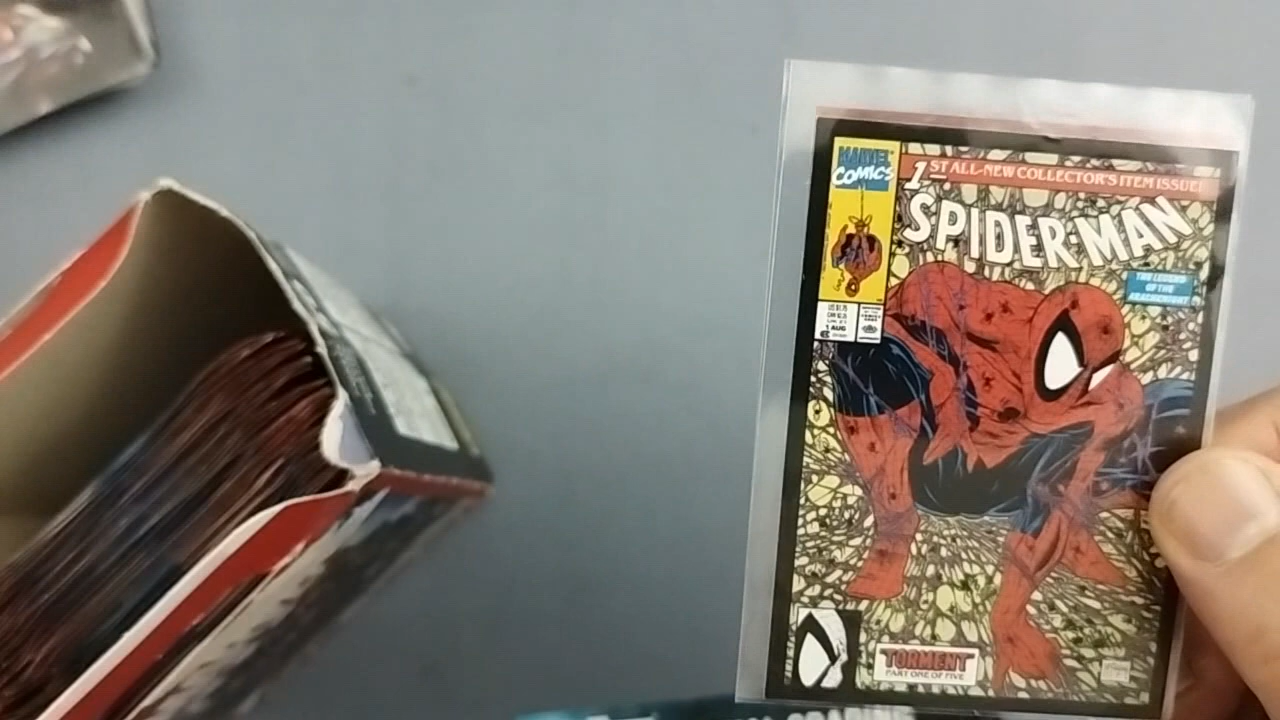 MARVEL
COMICS
1ST ALL-NEW COLLECTOR'S ITEM ISSUE!
SPIDER-MAN
THE LEGEND
OF THE
ARACHKNIGHT
1 AUG
TORMENT
PART ONE OF FIVE